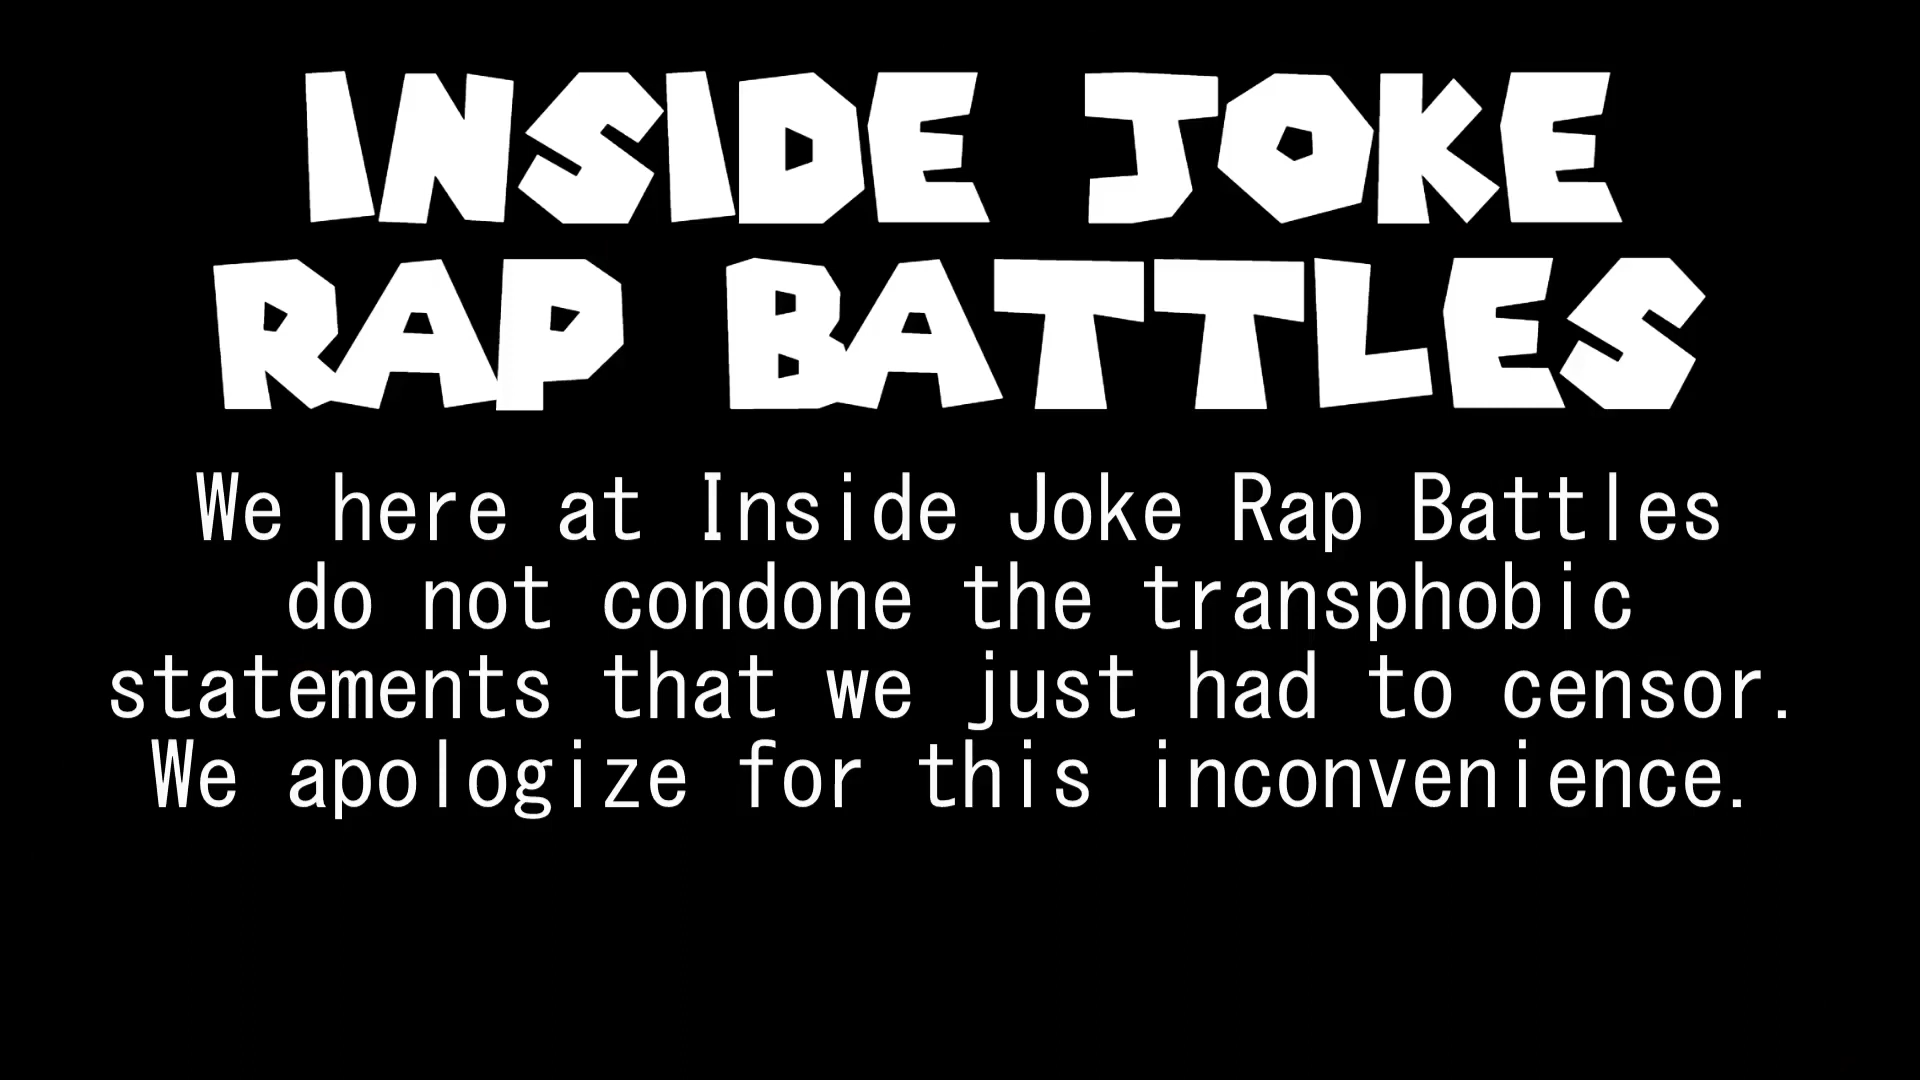 INSIDE JOKE
RAP BATTLES
We here at Inside Joke Rap Battles
do not condone the transphobic
statements that we just had to censor.
We apologize for this inconvenience.